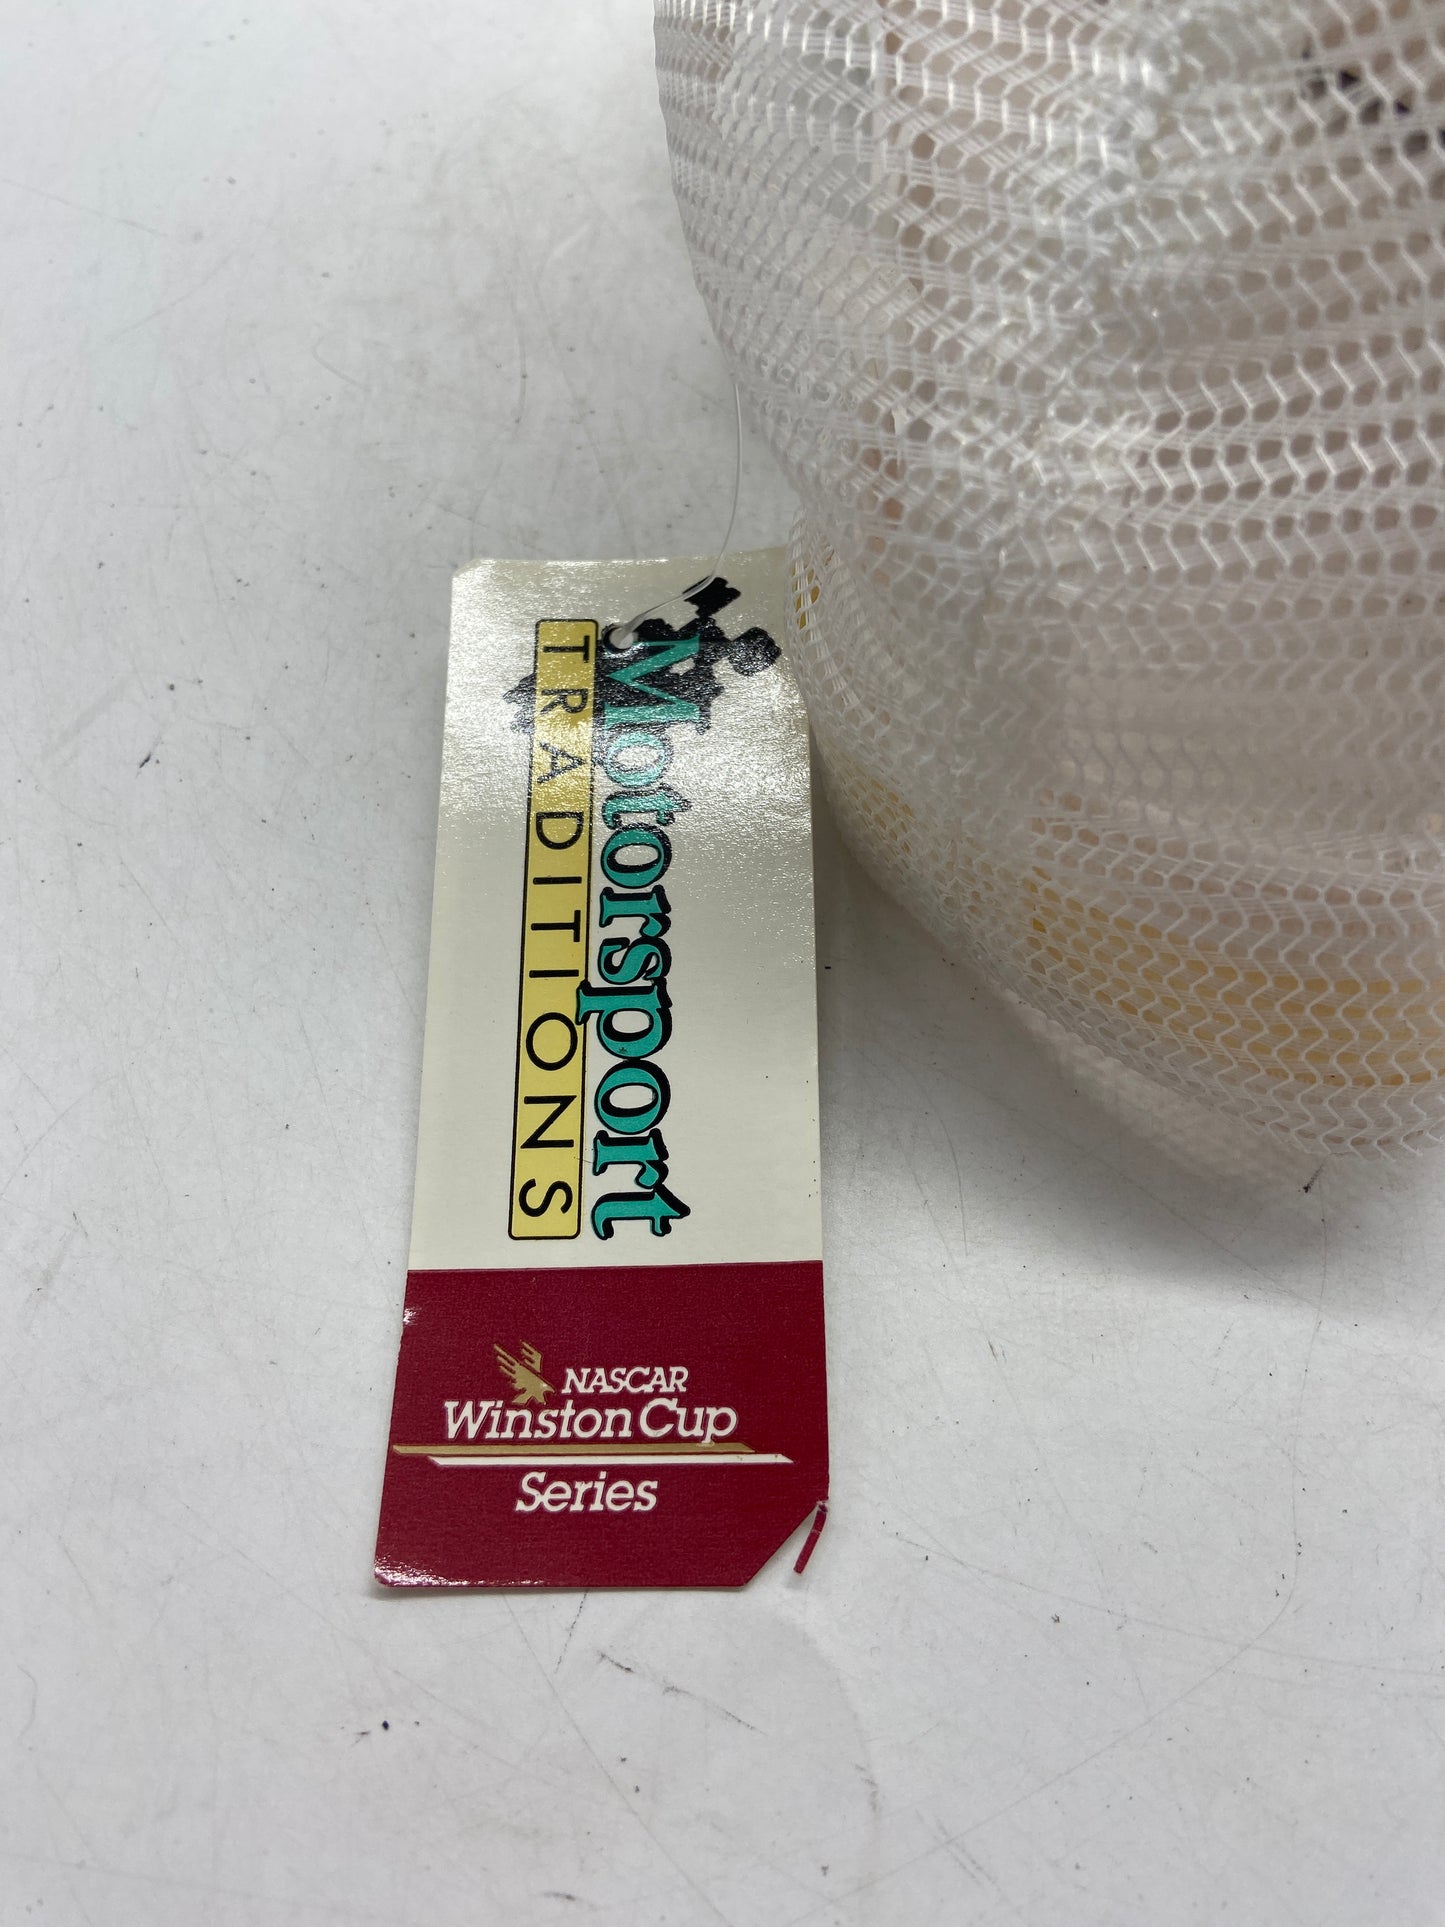 Motorsport
TRADITIONS
NASCAR
Winston Cup
Series